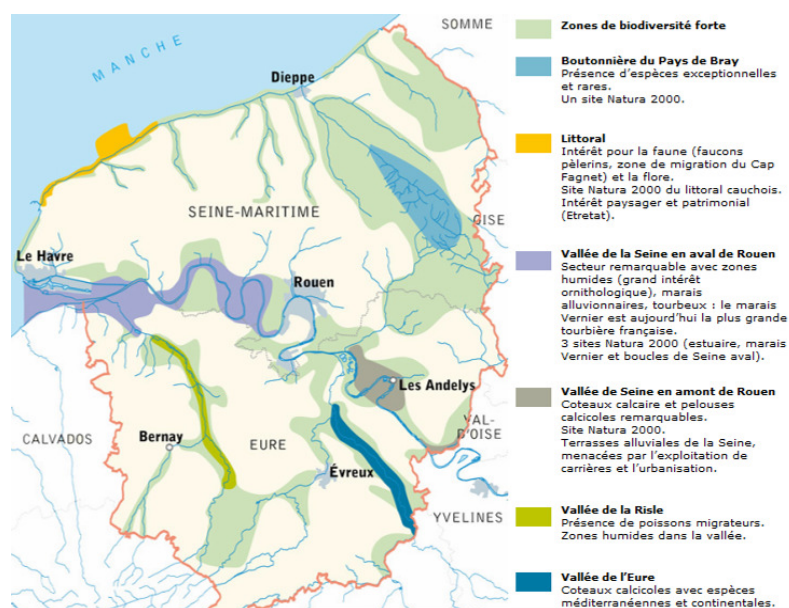 SOMME
MANCHE
Dieppe
SEINE-MARITIME
OISE
Le Havre
Rouen
Les Andelys
CALVADOS
Bernay
EURE
VAL-
D'OISE
Évreux
YVELINES
Zones de biodiversité forte
Boutonnière du Pays de Bray
Présence d'espèces exceptionnelles
et rares.
Un site Natura 2000.
Littoral
Intérêt pour la faune (faucons
pèlerins, zone de migration du Cap
Fagnet) et la flore.
Site Natura 2000 du littoral cauchois.
Intérêt paysager et patrimonial
(Etretat).
Vallée de la Seine en aval de Rouen
Secteur remarquable avec zones
humides (grand intérêt
ornithologique), marais
alluvionnaires, tourbeux : le marais
Vernier est aujourd'hui la plus grande
tourbière française.
3 sites Natura 2000 (estuaire, marais
Vernier et boucles de Seine aval).
Vallée de Seine en amont de Rouen
Coteaux calcaire et pelouses
calcicoles remarquables.
Site Natura 2000.
Terrasses alluviales de la Seine,
menacées par l'exploitation de
carrières et l'urbanisation.
Vallée de la Risle
Présence de poissons migrateurs.
Zones humides dans la vallée.
Vallée de l'Eure
Coteaux calcicoles avec espèces
méditerranéennes et continentales.